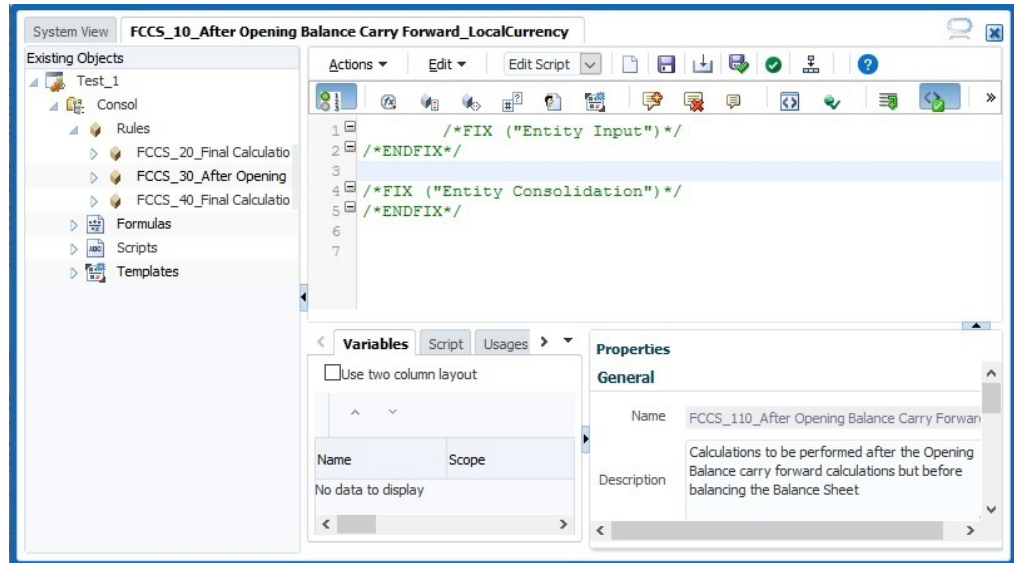 System View
FCCS_10_After Opening Balance Carry Forward_LocalCurrency
Existing Objects
Test_1
Consol
Rules
FCCS_20_Final Calculatio
FCCS_30_After Opening
FCCS_40_Final Calculatio
Formulas
Scripts
Templates
Actions
Edit
Edit Script
1 /*FIX ("Entity Input")*/
2 /*ENDFIX*/
3
4 /*FIX ("Entity Consolidation")*/
5 /*ENDFIX*/
6
7
Variables
Script
Usages
Use two column layout
Name
Scope
No data to display
Properties
General
Name
FCCS_110_After Opening Balance Carry Forward
Description
Calculations to be performed after the Opening
Balance carry forward calculations but before
balancing the Balance Sheet